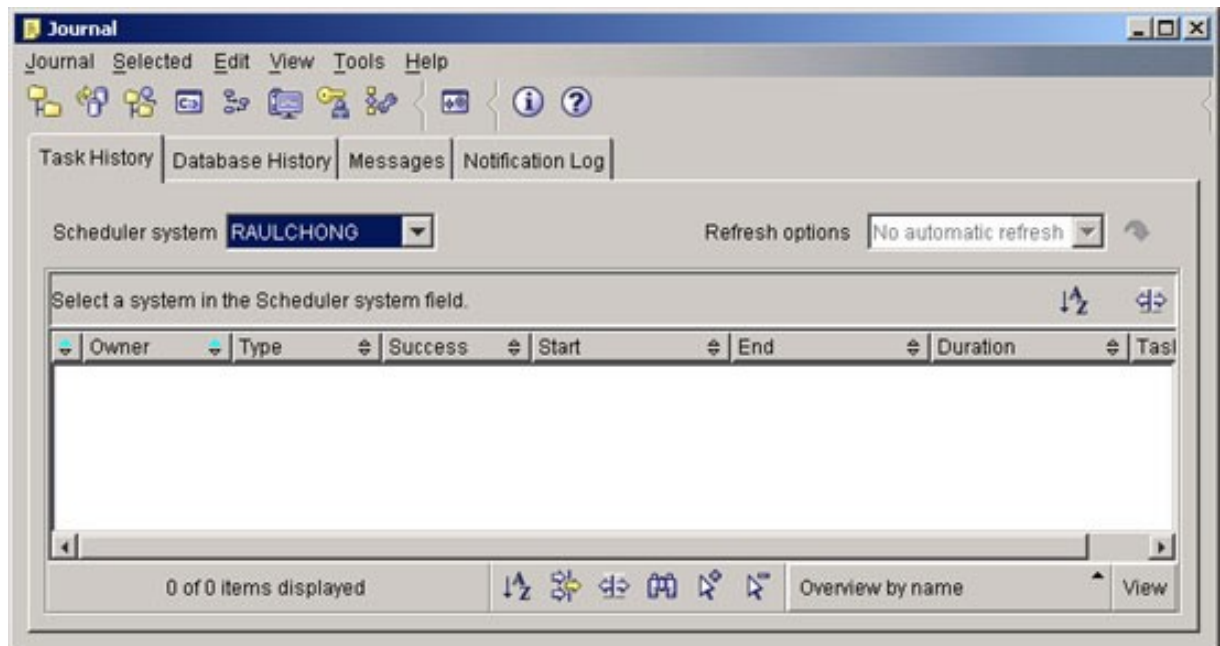 Journal
Journal Selected Edit View Tools Help
Task History Database History Messages Notification Log
Scheduler system RAULCHONG Refresh options No automatic refresh
Select a system in the Scheduler system field.
Owner Type Success Start End Duration Tas
0 of 0 items displayed Overview by name View